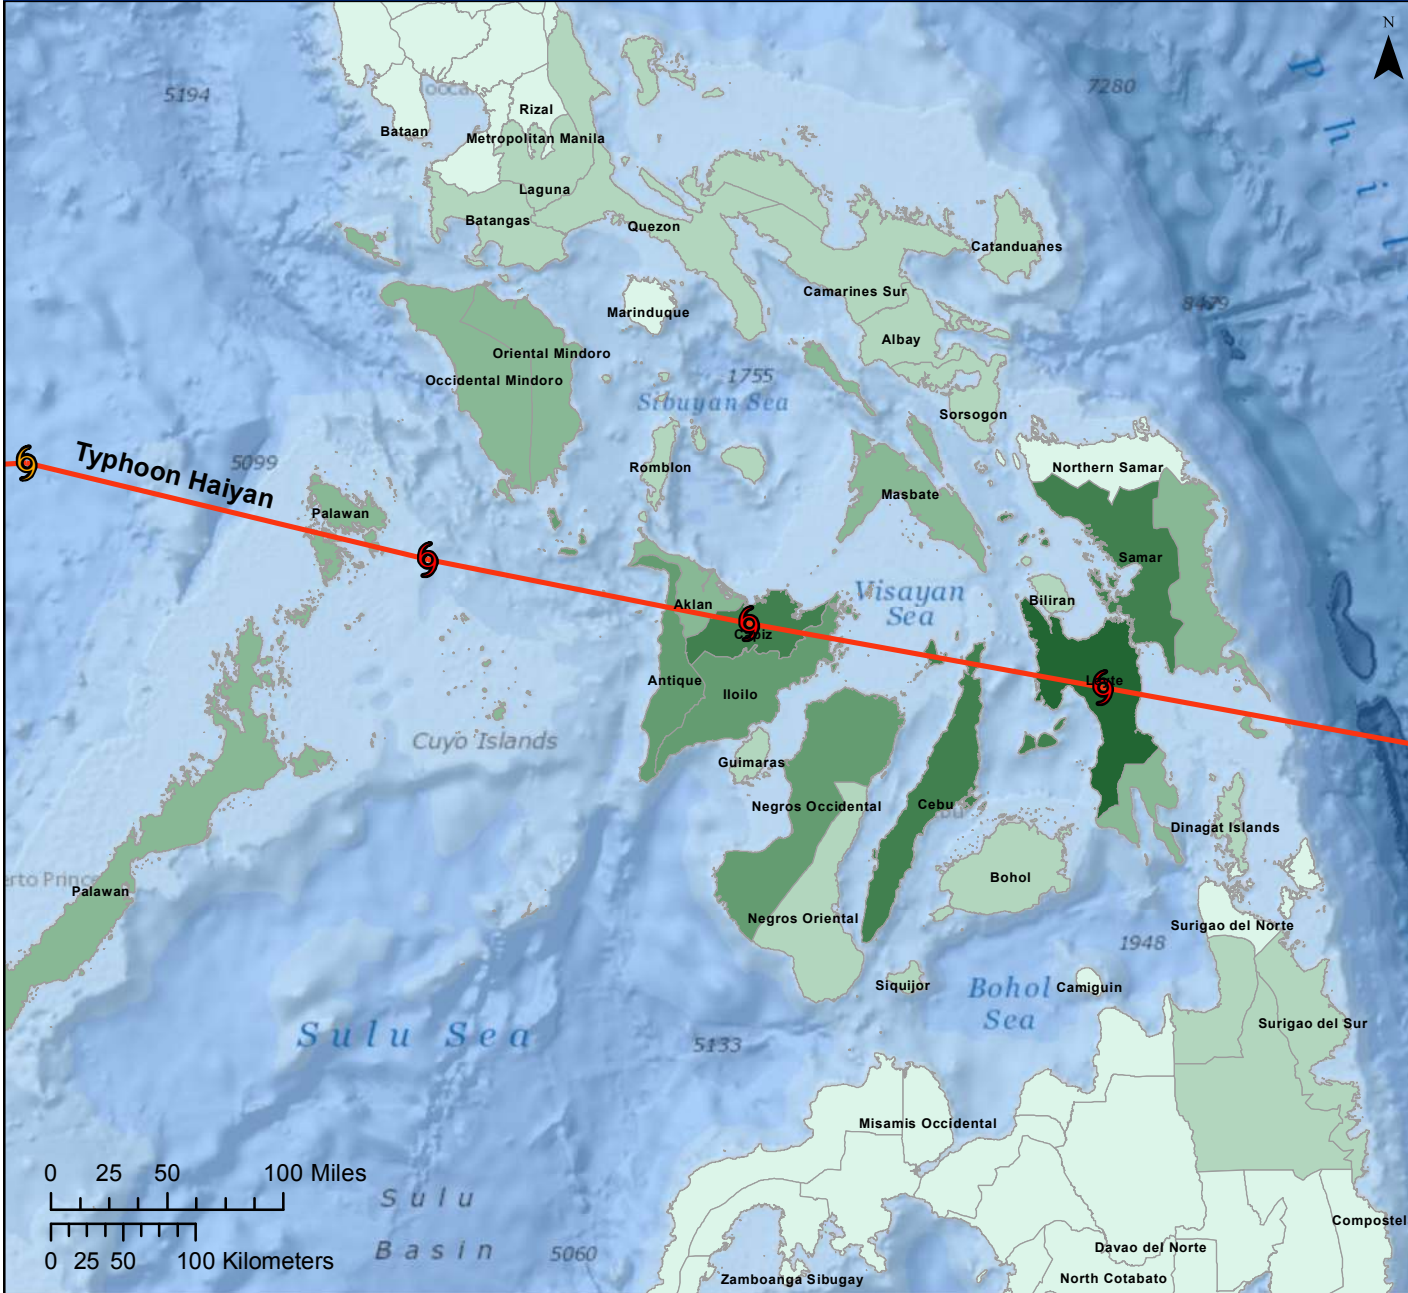 N
5194
7280
P
h
i
l
Rizal
Bataan
Metropolitan Manila
Laguna
Batangas
Quezon
Catanduanes
Camarines Sur
8479
Marinduque
Albay
Oriental Mindoro
Occidental Mindoro
1755
Sibuyan Sea
Sorsogon
Typhoon Haiyan
5099
Romblon
Northern Samar
Masbate
Palawan
Samar
Visayan
Sea
Biliran
Aklan
Capiz
Antique
Iloilo
Leyte
Cuyo Islands
Guimaras
Negros Occidental
Cebu
Dinagat Islands
Bohol
Palawan
Negros Oriental
Surigao del Norte
1948
Siquijor
Bohol
Sea
Camiguin
Surigao del Sur
Sulu Sea
5133
Misamis Occidental
0 25 50 100 Miles
Sulu
Basin
5060
0 25 50 100 Kilometers
Compostel
Davao del Norte
North Cotabato
Zamboanga Sibugay